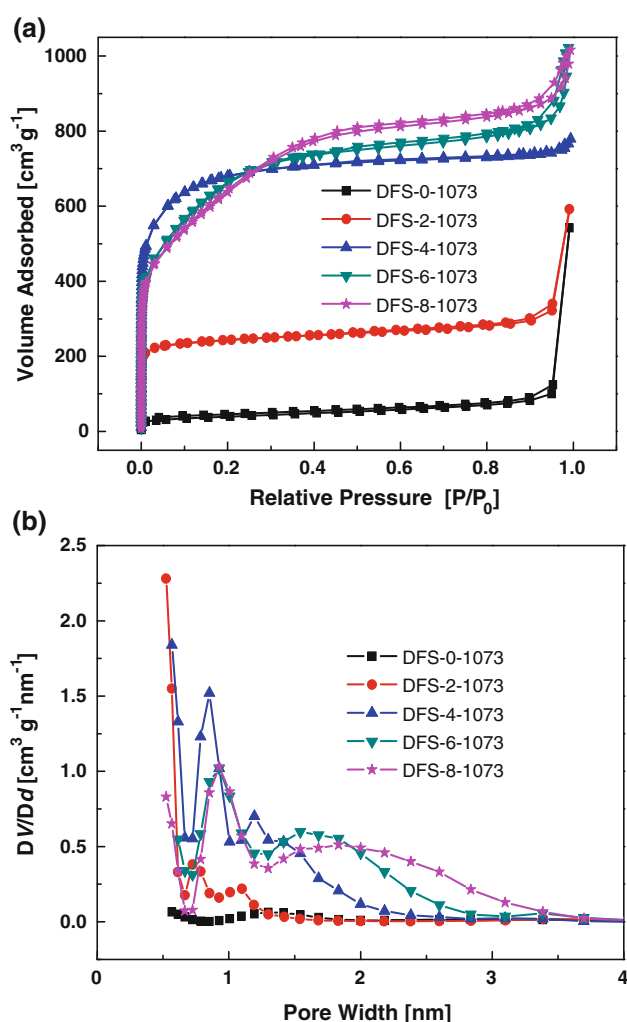 (a)
1000
800
600
400
200
0
Volume Adsorbed [cm³g⁻¹]
DFS-0-1073
DFS-2-1073
DFS-4-1073
DFS-6-1073
DFS-8-1073
0.0 0.2 0.4 0.6 0.8 1.0
Relative Pressure [P/P₀]
(b)
2.5
2.0
1.5
1.0
0.5
0.0
DV/Dd [cm³ g⁻¹nm⁻¹]
DFS-0-1073
DFS-2-1073
DFS-4-1073
DFS-6-1073
DFS-8-1073
0 1 2 3 4
Pore Width [nm]